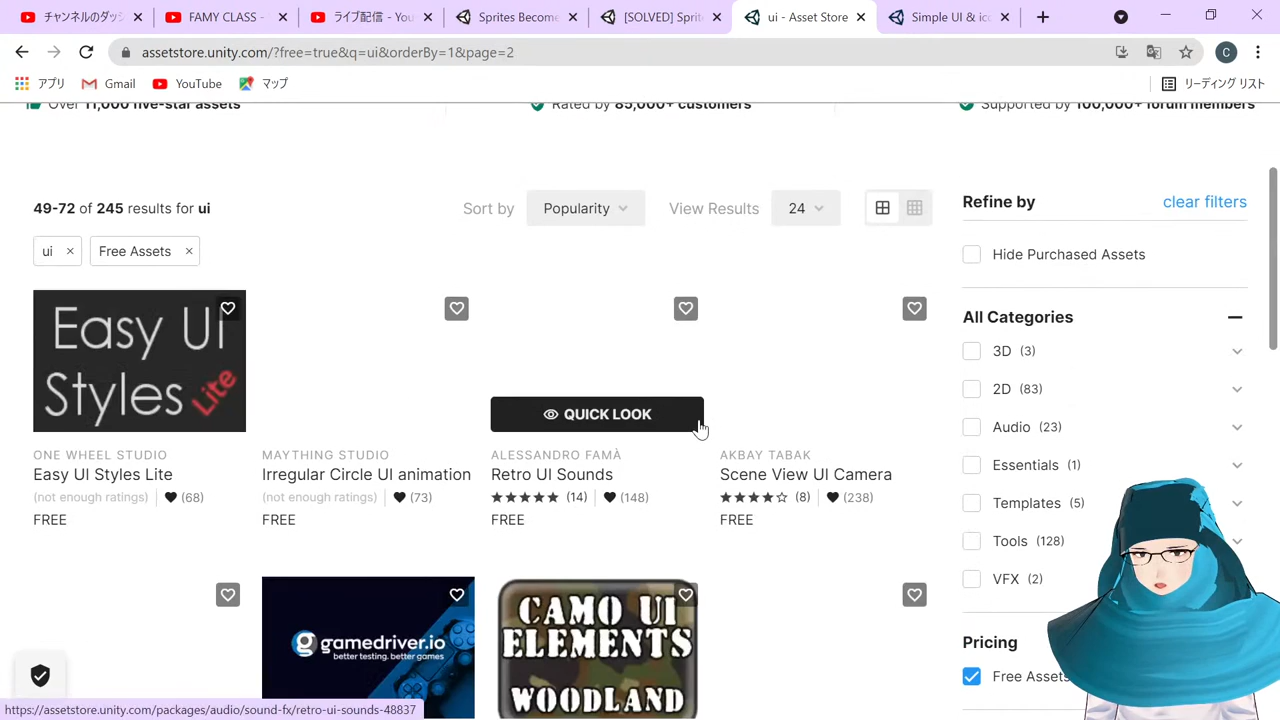 チャンネルのダッシ
FAMY CLASS -
ライブ配信 - You
Sprites Become
[SOLVED] Sprite
ui - Asset Store
Simple UI & ico
assetstore.unity.com/?free=true&q=ui&orderBy=1&page=2
C
アプリ
Gmail
YouTube
マップ
リーディング リスト
Over 11,000 five-star assets
Rated by 85,000+ customers
Supported by 100,000+ forum members
49-72 of 245 results for ui
Sort by
Popularity
View Results
24
Refine by
clear filters
ui ×
Free Assets ×
Hide Purchased Assets
Easy UI
Styles Lite
QUICK LOOK
All Categories
3D (3)
2D (83)
Audio (23)
Essentials (1)
Templates (5)
Tools (128)
VFX (2)
ONE WHEEL STUDIO
Easy UI Styles Lite
(not enough ratings) (68)
FREE
MAYTHING STUDIO
Irregular Circle UI animation
(not enough ratings) (73)
FREE
ALESSANDRO FAMÀ
Retro UI Sounds
(14) (148)
FREE
AKBAY TABAK
Scene View UI Camera
(8) (238)
FREE
gamedriver.io
better testing. better games
CAMO UI
ELEMENTS
WOODLAND
Pricing
Free Assets
https://assetstore.unity.com/packages/audio/sound-fx/retro-ui-sounds-48837